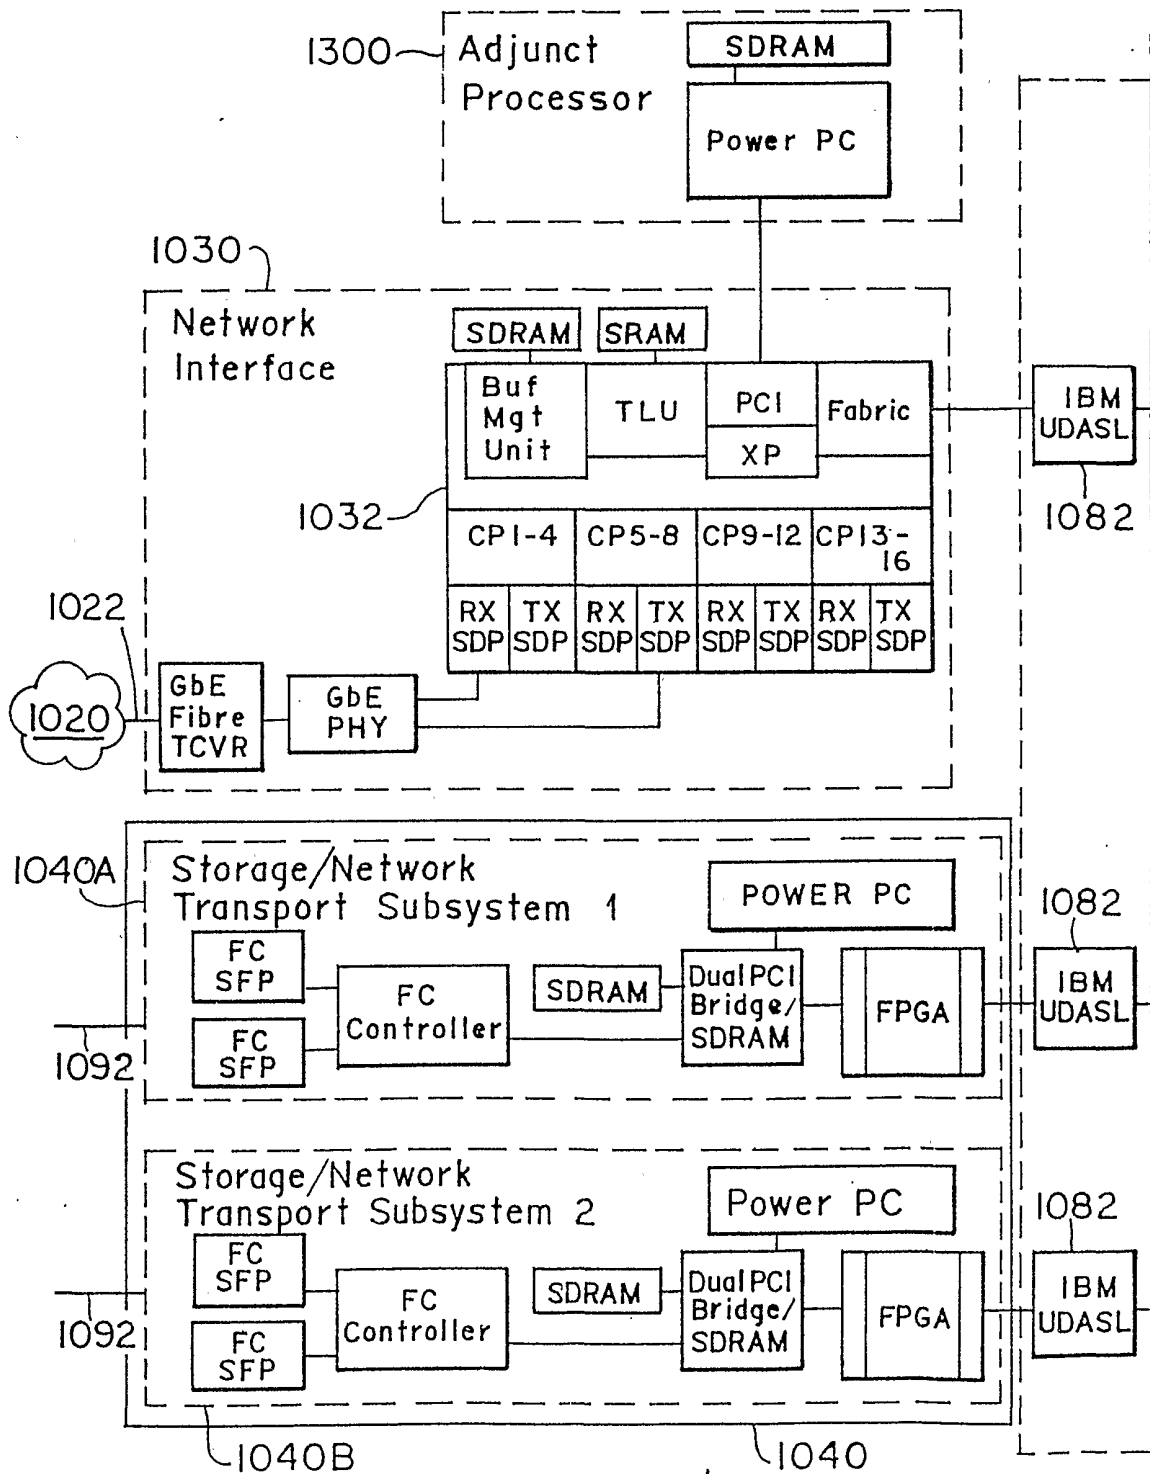 1300
Adjunct
Processor
SDRAM
Power PC
1030
Network
Interface
SDRAM
SRAM
Buf
Mgt
Unit
TLU
PCI
XP
Fabric
IBM
UDASL
1082
1032
CP1-4
CP5-8
CP9-12
CP13-
16
RX
SDP
TX
SDP
RX
SDP
TX
SDP
RX
SDP
TX
SDP
RX
SDP
TX
SDP
1022
1020
GbE
Fibre
TCVR
GbE
PHY
1040A
Storage/Network
Transport Subsystem 1
POWER PC
1082
FC
SFP
FC
SFP
FC
Controller
SDRAM
Dual PCI
Bridge/
SDRAM
FPGA
IBM
UDASL
1092
Storage/Network
Transport Subsystem 2
Power PC
1082
FC
SFP
FC
SFP
FC
Controller
SDRAM
Dual PCI
Bridge/
SDRAM
FPGA
IBM
UDASL
1092
1040B
1040